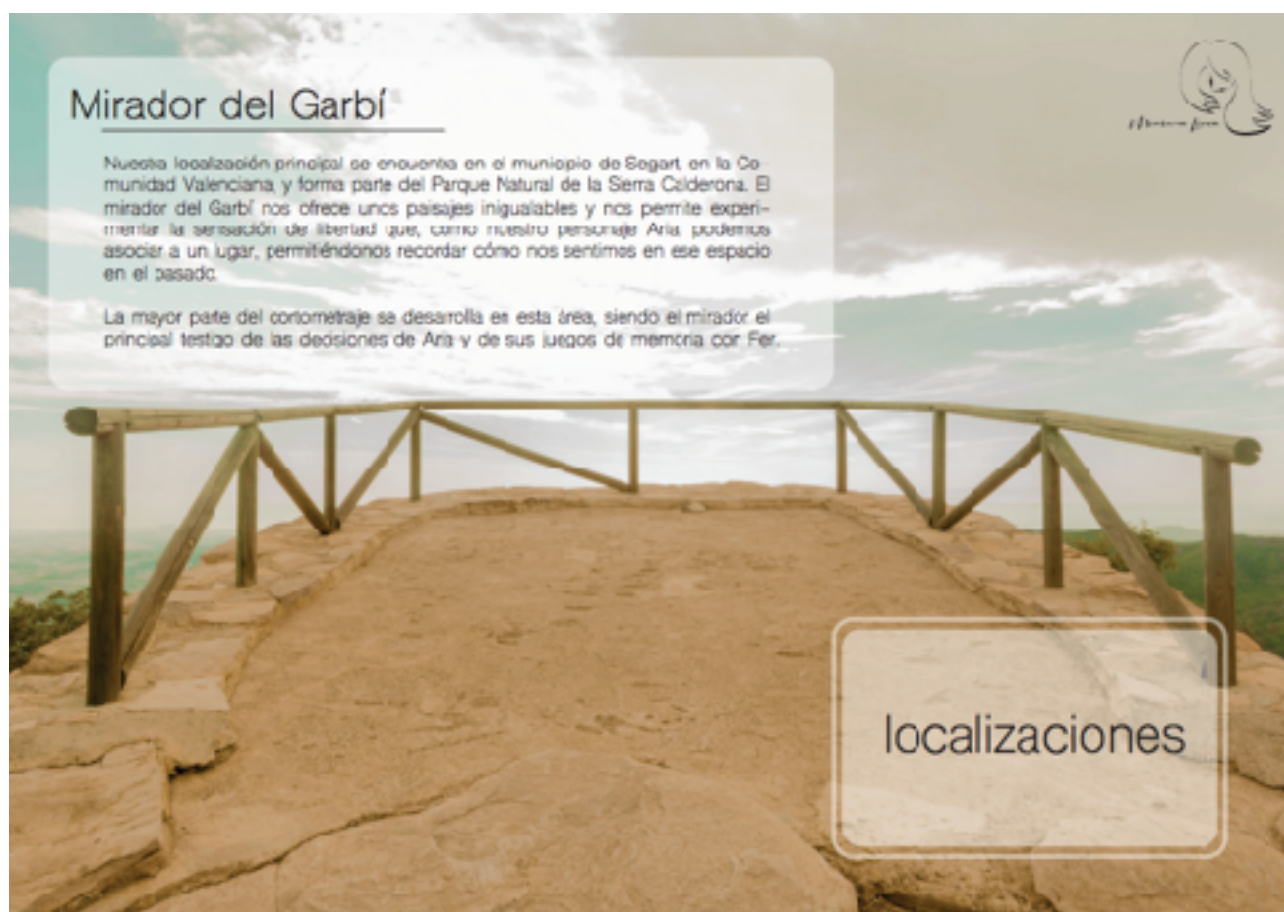 Mirador del Garbí
Nuestra localización principal se encuentra en el municipio de Segart, en la Co-
munidad Valenciana, y forma parte del Parque Natural de la Sierra Calderona. El
mirador del Garbí nos ofrece unos paisajes inigualables y nos permite experi-
mentar la sensación de libertad que, como nuestro personaje Aria, podemos
asociar a un lugar, permitiéndonos recordar cómo nos sentimos en ese espacio
en el pasado.
La mayor parte del cortometraje se desarrolla en esta área, siendo el mirador el
principal testigo de las decisiones de Aria y de sus juegos de memoria con Fer.
localizaciones